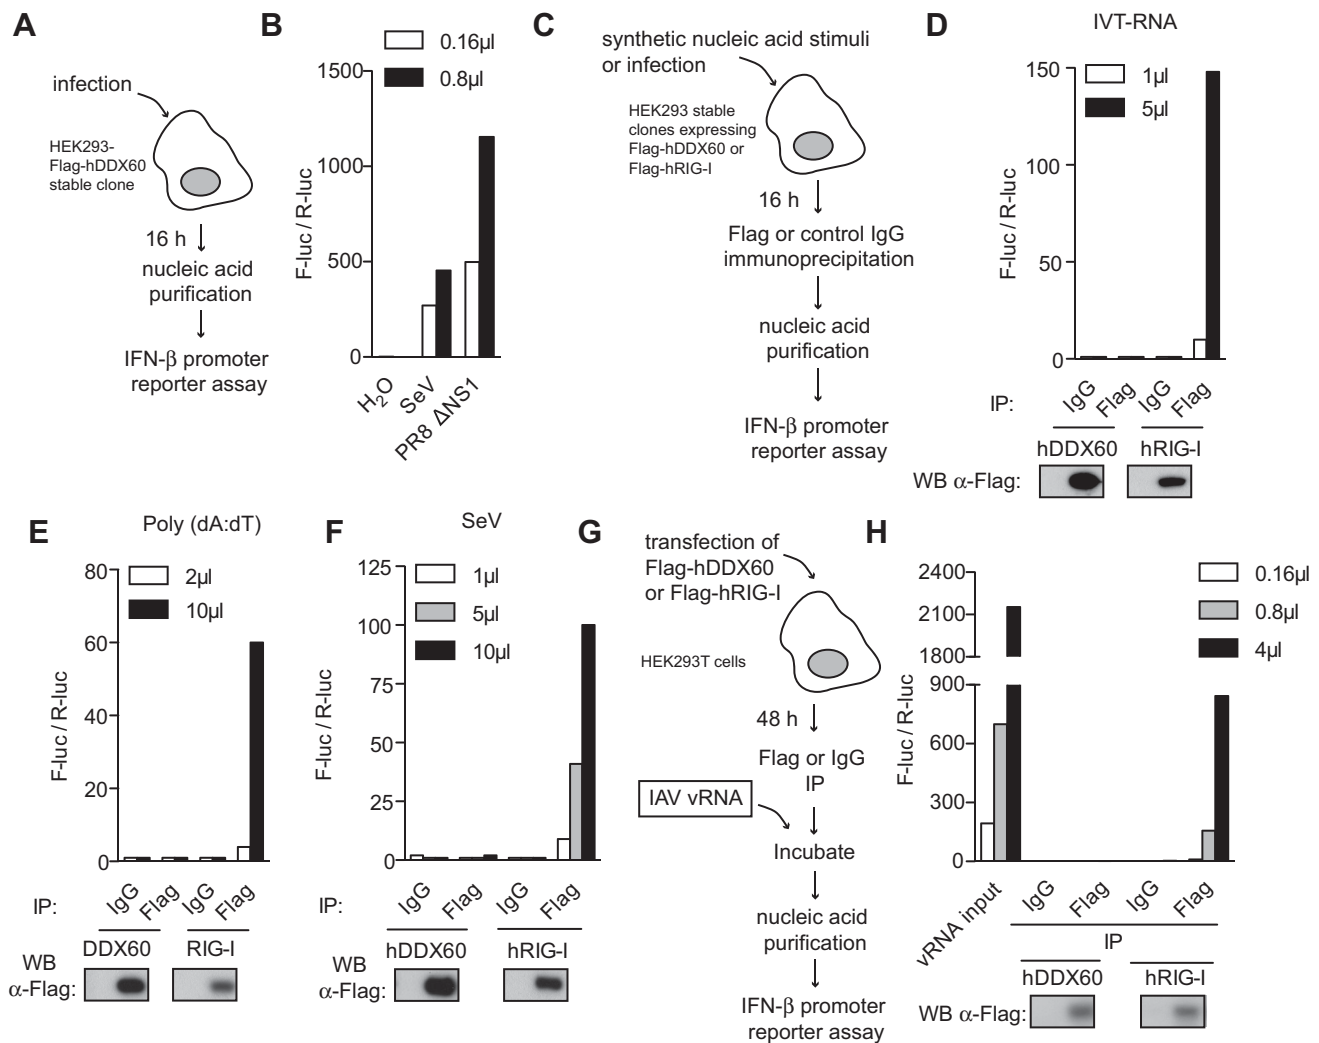 A
infection
HEK293-
Flag-hDDX60
stable clone
16 h
nucleic acid
purification
IFN-β promoter
reporter assay
B
0.16µl
0.8µl
F-luc / R-luc
1500
1000
500
0
H2O
SeV
PR8 ΔNS1
C
synthetic nucleic acid stimuli
or infection
HEK293 stable
clones expressing
Flag-hDDX60 or
Flag-hRIG-I
16 h
Flag or control IgG
immunoprecipitation
nucleic acid
purification
IFN-β promoter
reporter assay
D
IVT-RNA
1µl
5µl
F-luc / R-luc
150
100
50
0
IP:
IgG
Flag
IgG
Flag
hDDX60
hRIG-I
WB α-Flag:
E
Poly (dA:dT)
2µl
10µl
F-luc / R-luc
80
60
40
20
0
IP:
IgG
Flag
IgG
Flag
DDX60
RIG-I
WB
α-Flag:
F
SeV
1µl
5µl
10µl
F-luc / R-luc
125
100
75
50
25
0
IP:
IgG
Flag
IgG
Flag
hDDX60
hRIG-I
WB
α-Flag:
G
transfection of
Flag-hDDX60
or Flag-hRIG-I
HEK293T cells
48 h
Flag or IgG
IP
IAV vRNA
Incubate
nucleic acid
purification
IFN-β promoter
reporter assay
H
0.16µl
0.8µl
4µl
F-luc / R-luc
2400
2100
1800
900
600
300
0
vRNA input
IgG
Flag
IgG
Flag
IP
hDDX60
hRIG-I
WB α-Flag: